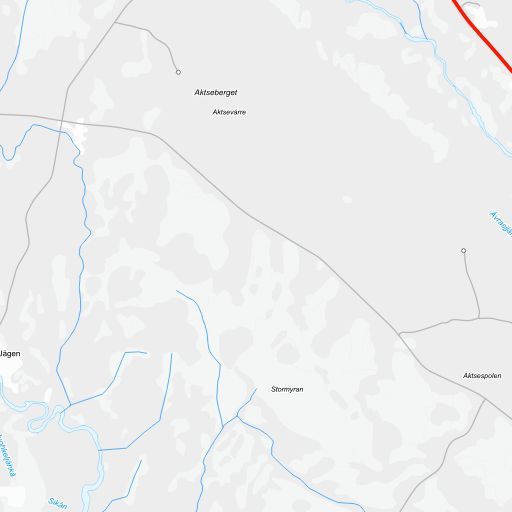 Aktseberget
Aktsevárre
Jägen
Aktsespolen
Stormyran
Sikån